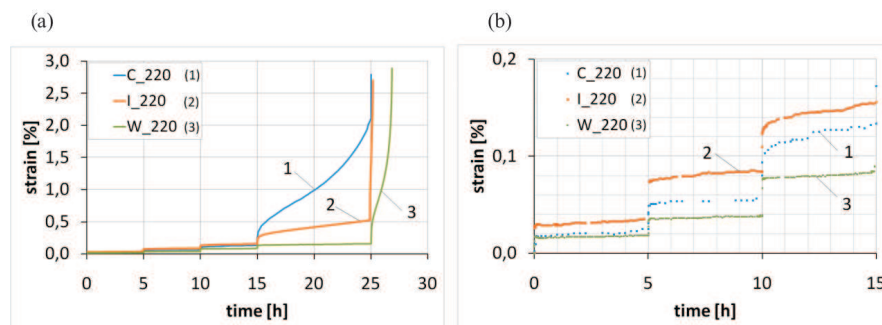 (a)
3,0
2,5
2,0
1,5
1,0
0,5
0,0
strain [%]
C_220 (1)
I_220 (2)
W_220 (3)
1
2
3
0 5 10 15 20 25 30
time [h]
(b)
0,2
0,1
0,0
strain [%]
C_220 (1)
I_220 (2)
W_220 (3)
2
1
3
0 5 10 15
time [h]